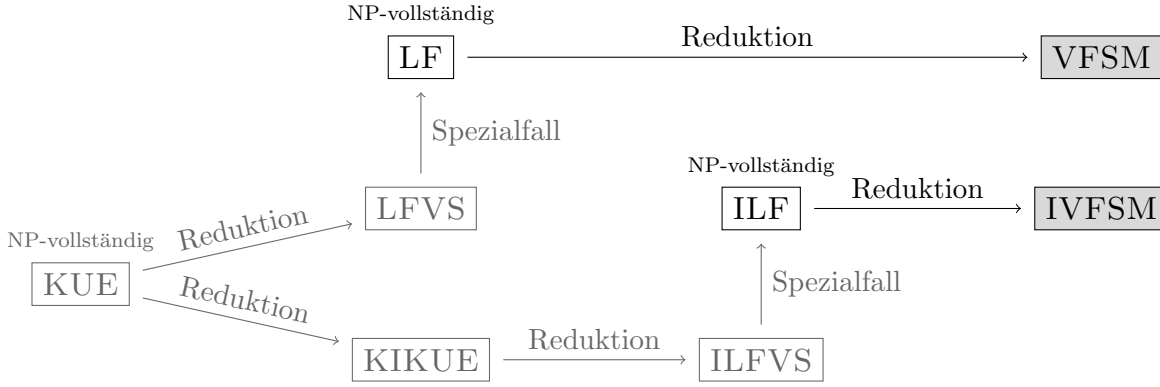 NP-vollständig
LF
Reduktion
VFSM
Spezialfall
NP-vollständig
LFVS
ILF
Reduktion
IVFSM
Reduktion
NP-vollständig
KUE
Reduktion
Spezialfall
KIKUE
Reduktion
ILFVS